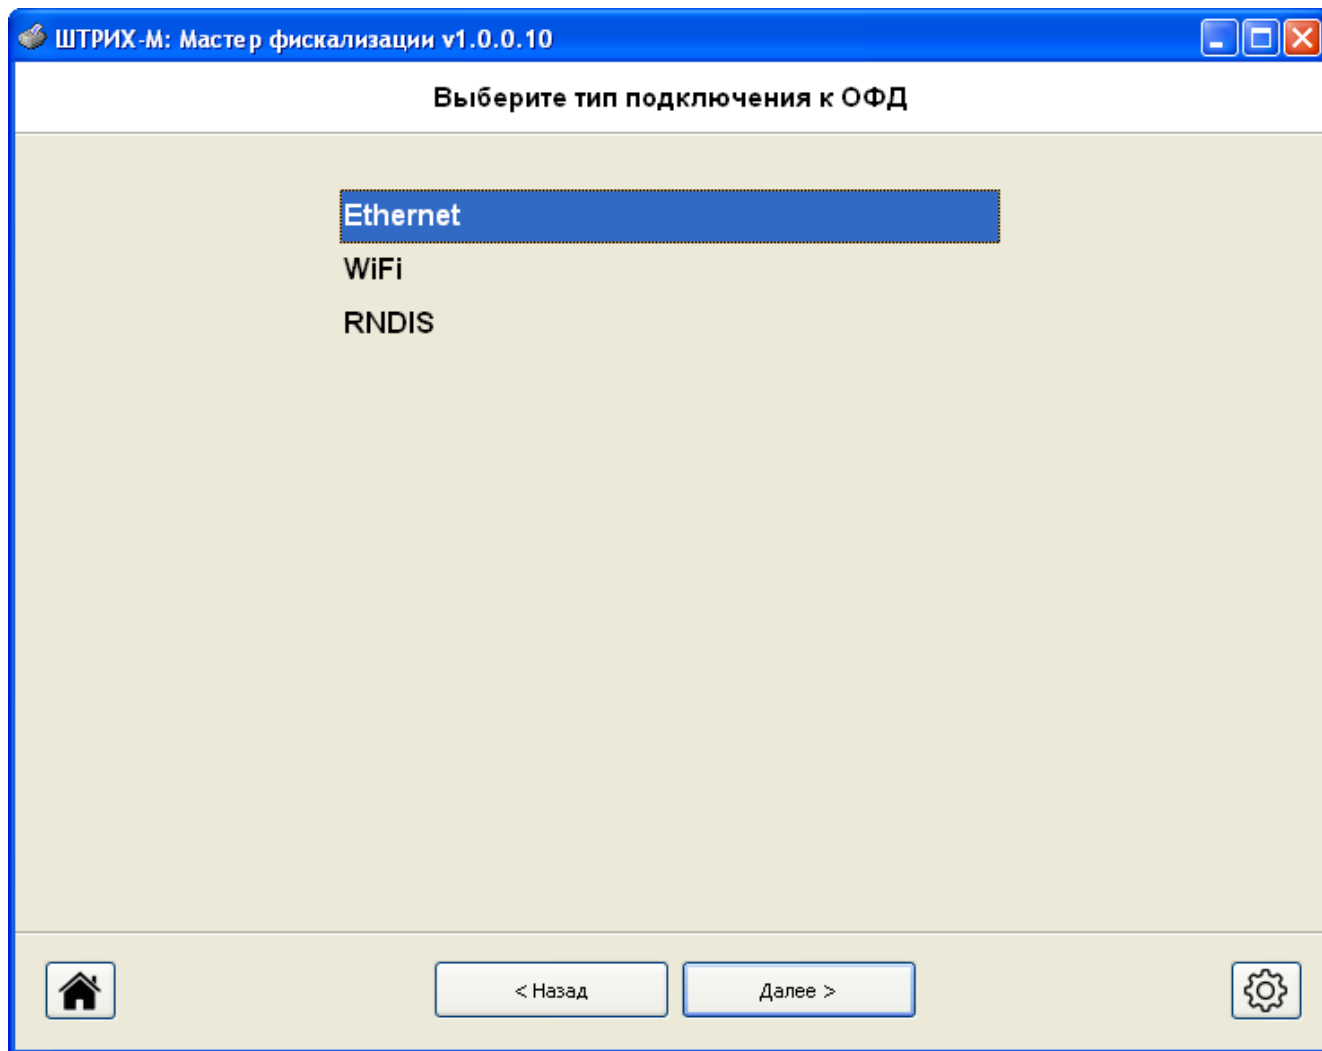 ШТРИХ-М: Мастер фискализации v1.0.0.10
Выберите тип подключения к ОФД
Ethernet
WiFi
RNDIS
< Назад
Далее >